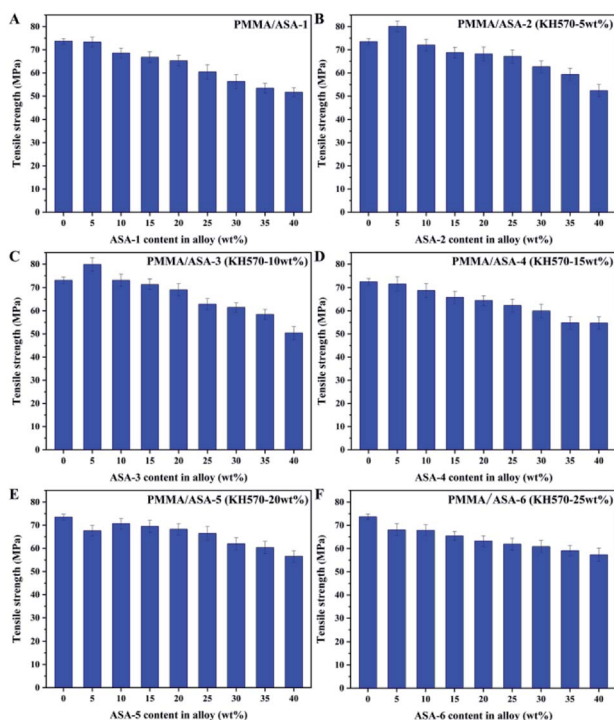 A
PMMA/ASA-1
Tensile strength (MPa)
80
70
60
50
40
30
20
10
0
0 5 10 15 20 25 30 35 40
ASA-1 content in alloy (wt%)
B
PMMA/ASA-2 (KH570-5wt%)
Tensile strength (MPa)
80
70
60
50
40
30
20
10
0
0 5 10 15 20 25 30 35 40
ASA-2 content in alloy (wt%)
C
PMMA/ASA-3 (KH570-10wt%)
Tensile strength (MPa)
80
70
60
50
40
30
20
10
0
0 5 10 15 20 25 30 35 40
ASA-3 content in alloy (wt%)
D
PMMA/ASA-4 (KH570-15wt%)
Tensile strength (MPa)
80
70
60
50
40
30
20
10
0
0 5 10 15 20 25 30 35 40
ASA-4 content in alloy (wt%)
E
PMMA/ASA-5 (KH570-20wt%)
Tensile strength (MPa)
80
70
60
50
40
30
20
10
0
0 5 10 15 20 25 30 35 40
ASA-5 content in alloy (wt%)
F
PMMA/ASA-6 (KH570-25wt%)
Tensile strength (MPa)
80
70
60
50
40
30
20
10
0
0 5 10 15 20 25 30 35 40
ASA-6 content in alloy (wt%)